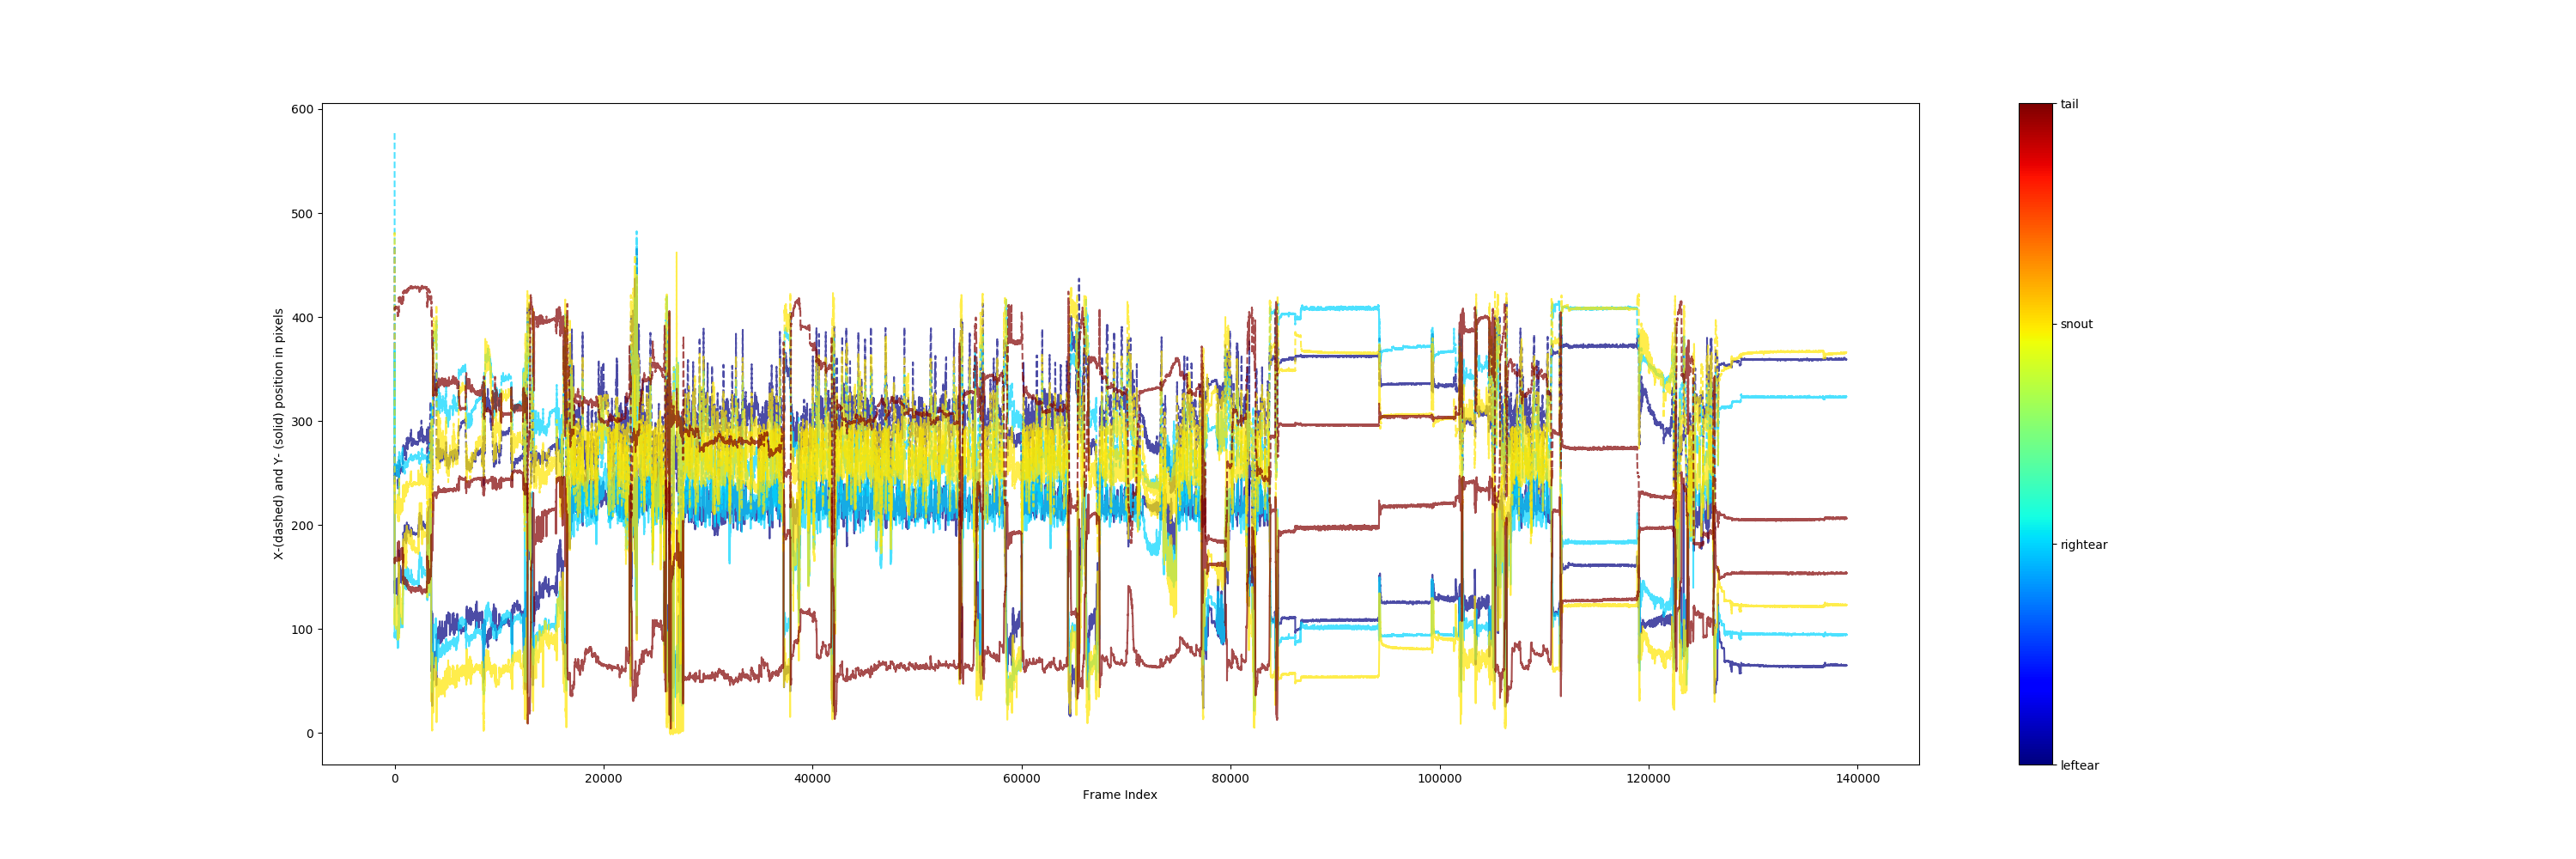 600
500
400
300
200
100
0
X-(dashed) and Y- (solid) position in pixels
0
20000
40000
60000
80000
100000
120000
140000
Frame Index
tail
snout
rightear
leftear